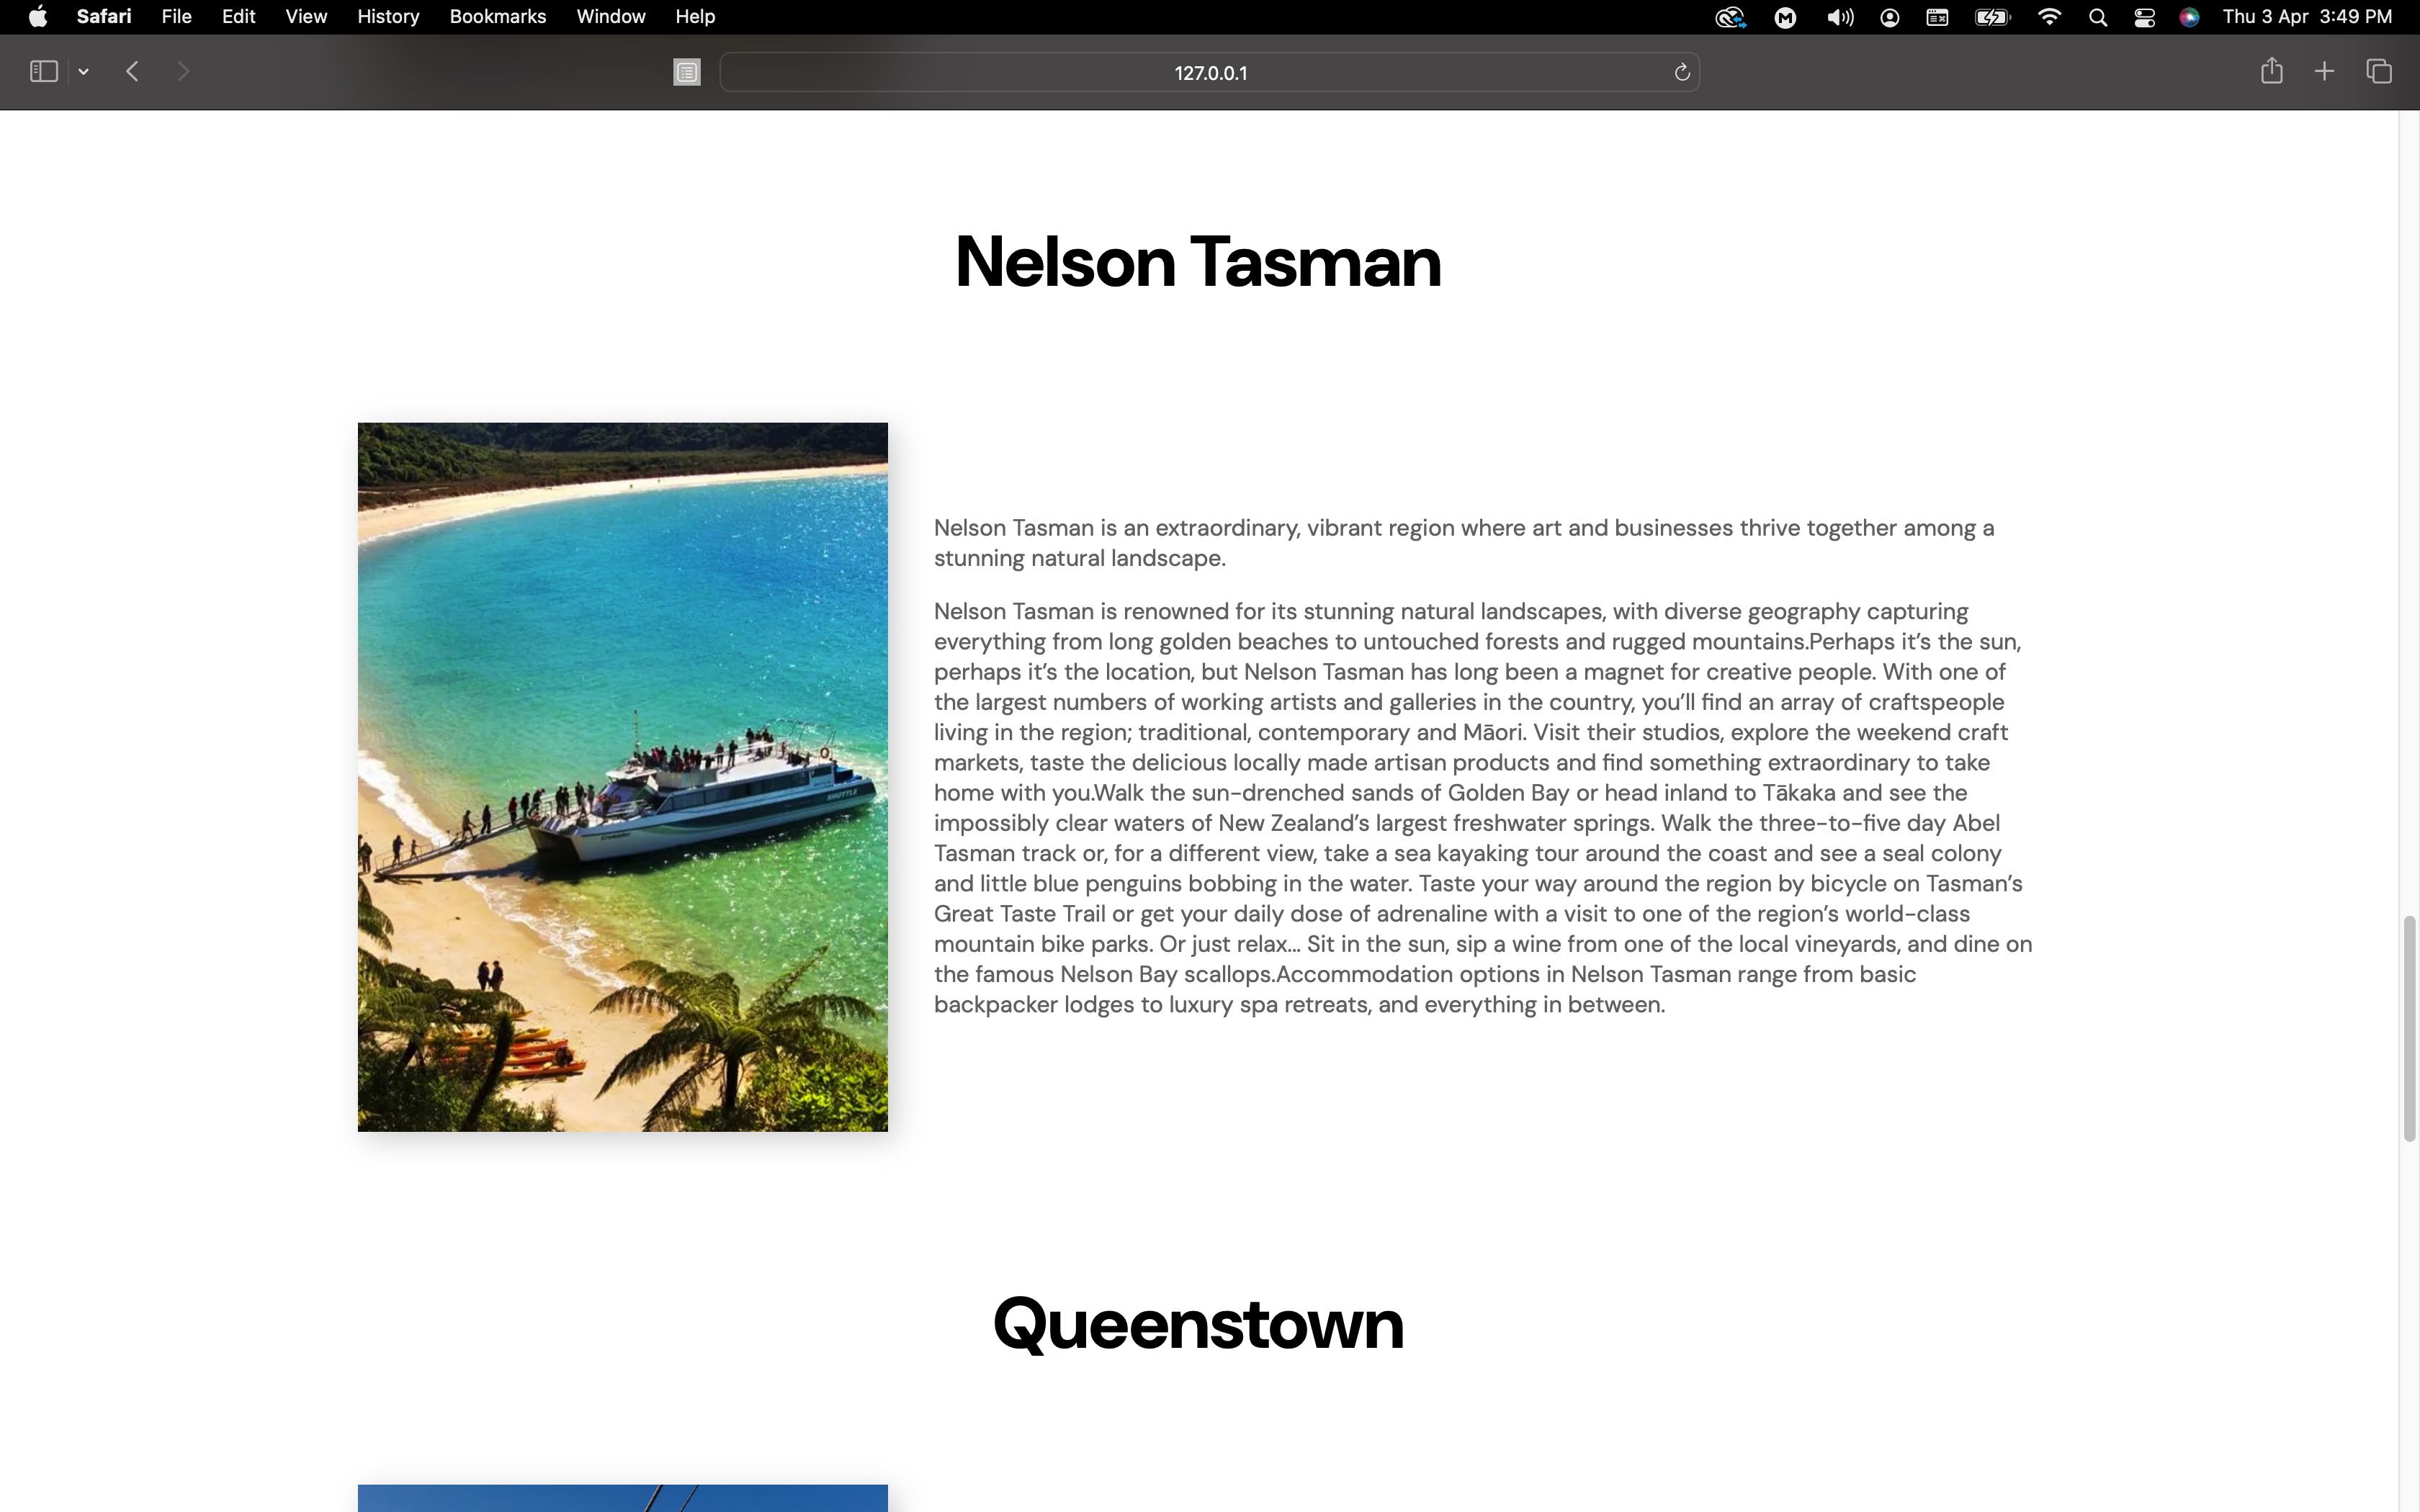 Safari File Edit View History Bookmarks Window Help Thu 3 Apr 3:49 PM
127.0.0.1
Nelson Tasman
Nelson Tasman is an extraordinary, vibrant region where art and businesses thrive together among a
stunning natural landscape.
Nelson Tasman is renowned for its stunning natural landscapes, with diverse geography capturing
everything from long golden beaches to untouched forests and rugged mountains.Perhaps it’s the sun,
perhaps it’s the location, but Nelson Tasman has long been a magnet for creative people. With one of
the largest numbers of working artists and galleries in the country, you’ll find an array of craftspeople
living in the region; traditional, contemporary and Māori. Visit their studios, explore the weekend craft
markets, taste the delicious locally made artisan products and find something extraordinary to take
home with you.Walk the sun-drenched sands of Golden Bay or head inland to Tākaka and see the
impossibly clear waters of New Zealand’s largest freshwater springs. Walk the three-to-five day Abel
Tasman track or, for a different view, take a sea kayaking tour around the coast and see a seal colony
and little blue penguins bobbing in the water. Taste your way around the region by bicycle on Tasman’s
Great Taste Trail or get your daily dose of adrenaline with a visit to one of the region’s world-class
mountain bike parks. Or just relax… Sit in the sun, sip a wine from one of the local vineyards, and dine on
the famous Nelson Bay scallops.Accommodation options in Nelson Tasman range from basic
backpacker lodges to luxury spa retreats, and everything in between.
SHUTTLE
Queenstown